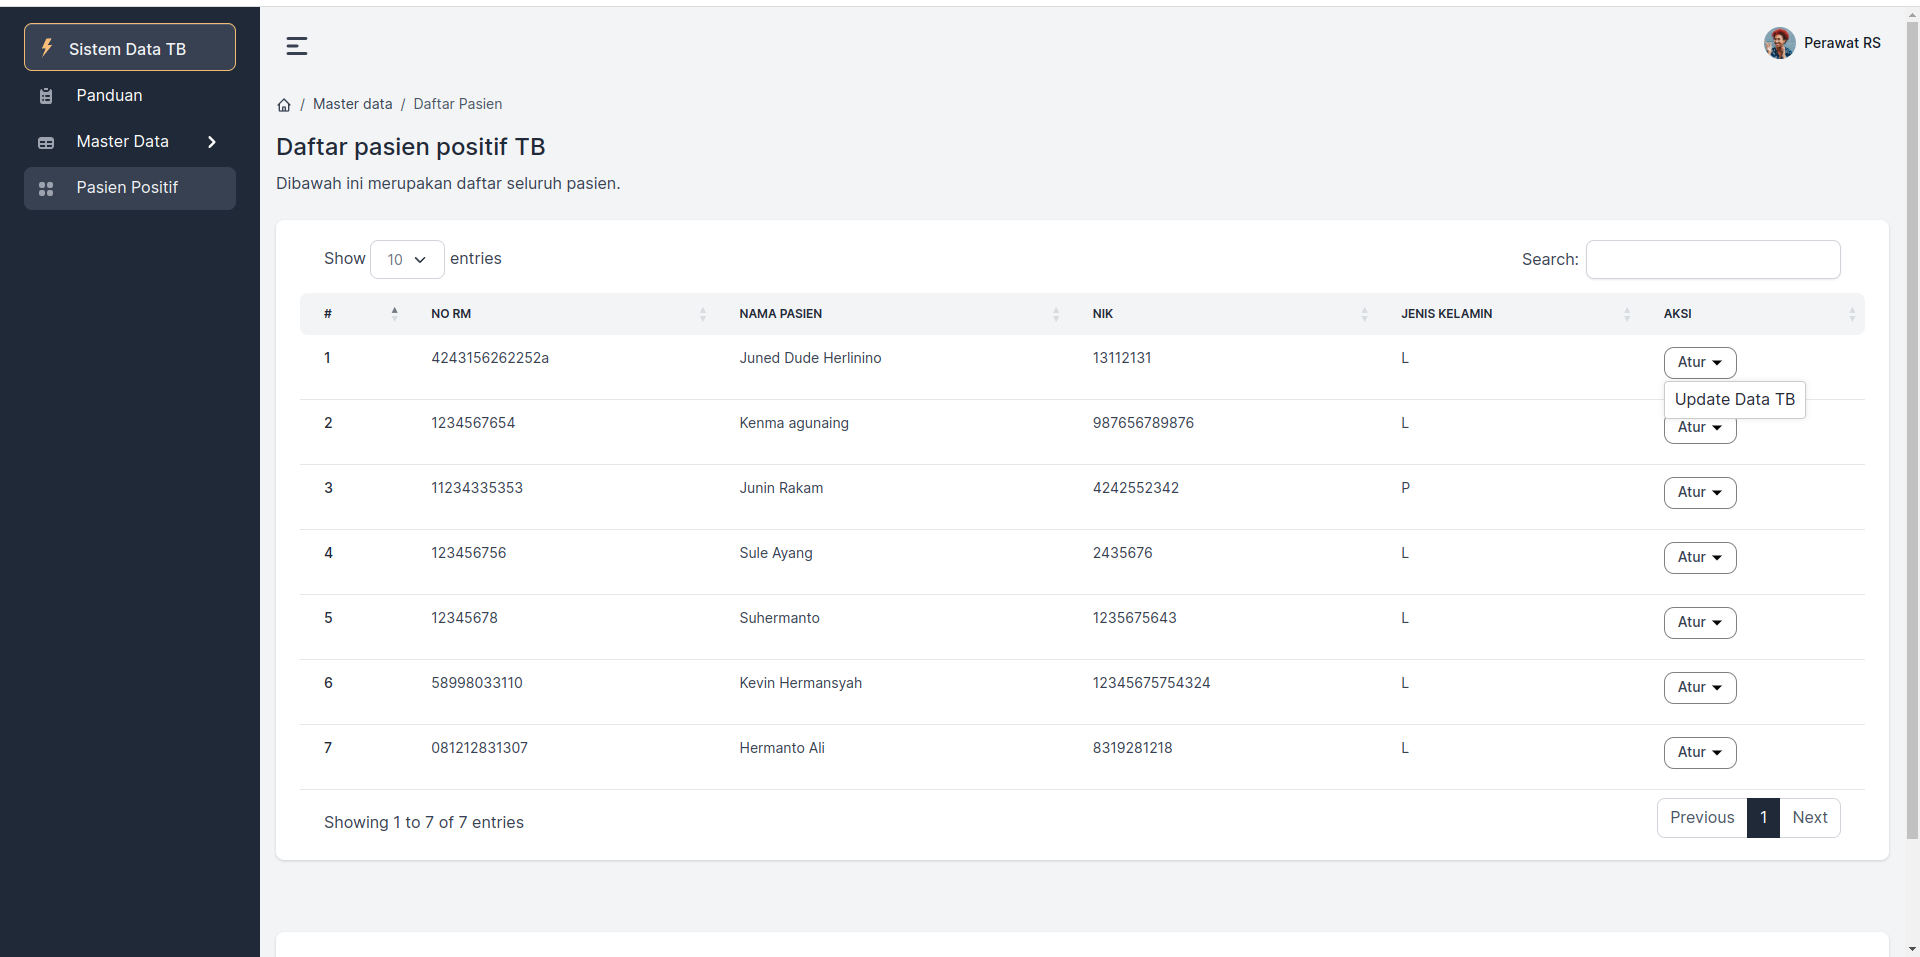 Sistem Data TB
Panduan
Master Data
Pasien Positif
Perawat RS
/ Master data / Daftar Pasien
Daftar pasien positif TB
Dibawah ini merupakan daftar seluruh pasien.
Show 10 entries
Search:
# NO RM NAMA PASIEN NIK JENIS KELAMIN AKSI
1 4243156262252a Juned Dude Herlinino 13112131 L Atur
Update Data TB
2 1234567654 Kenma agunaing 987656789876 L Atur
3 11234335353 Junin Rakam 4242552342 P Atur
4 123456756 Sule Ayang 2435676 L Atur
5 12345678 Suhermanto 1235675643 L Atur
6 58998033110 Kevin Hermansyah 12345675754324 L Atur
7 081212831307 Hermanto Ali 8319281218 L Atur
Showing 1 to 7 of 7 entries
Previous 1 Next